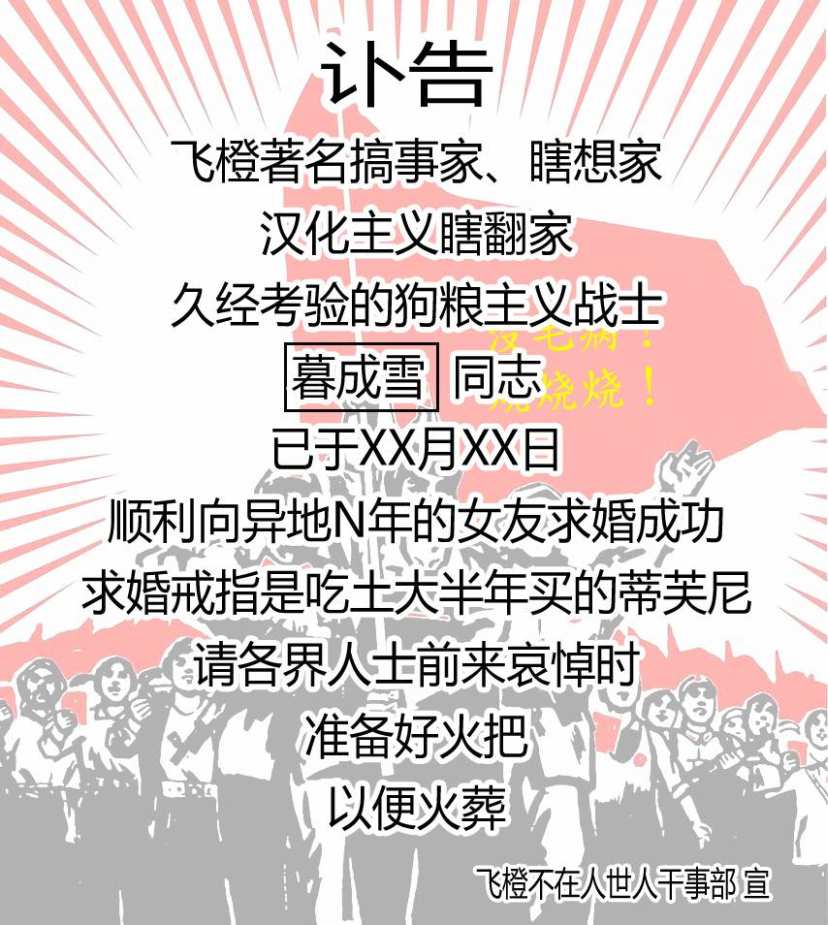 讣告
飞橙著名搞事家、瞎想家
汉化主义瞎翻家
久经考验的狗粮主义战士
没毛病！
暮成雪 同志
烧烧烧！
已于XX月XX日
顺利向异地N年的女友求婚成功
求婚戒指是吃土大半年买的蒂芙尼
请各界人士前来哀悼时
准备好火把
以便火葬
飞橙不在人世人干事部 宣